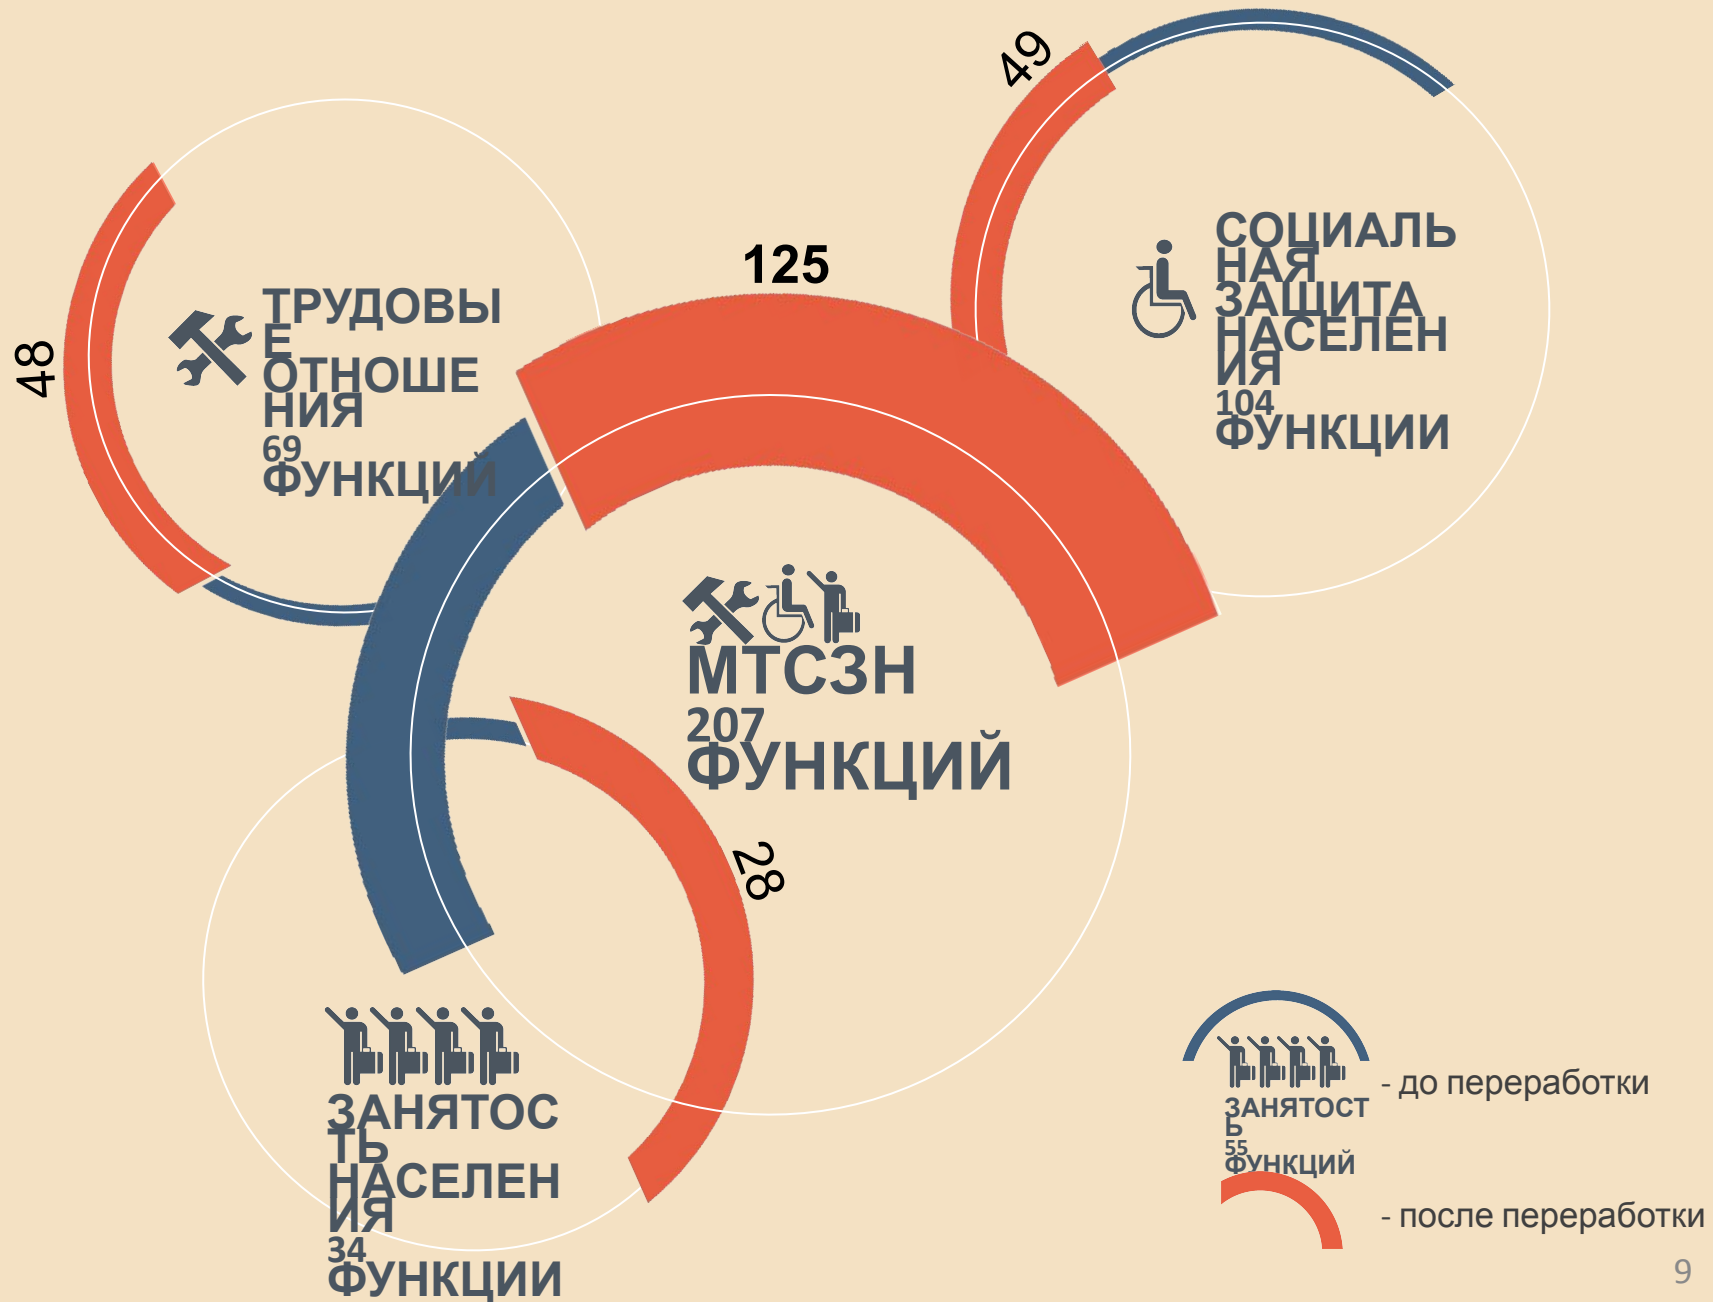 49
48
125
ТРУДОВЫ
Е
ОТНОШЕ
НИЯ
69
ФУНКЦИЙ
СОЦИАЛЬ
НАЯ
ЗАЩИТА
НАСЕЛЕН
ИЯ
104
ФУНКЦИИ
МТСЗН
207
ФУНКЦИЙ
28
ЗАНЯТОС
ТЬ
НАСЕЛЕН
ИЯ
34
ФУНКЦИИ
ЗАНЯТОСТ
Ь
55
ФУНКЦИЙ
- до переработки
- после переработки
9